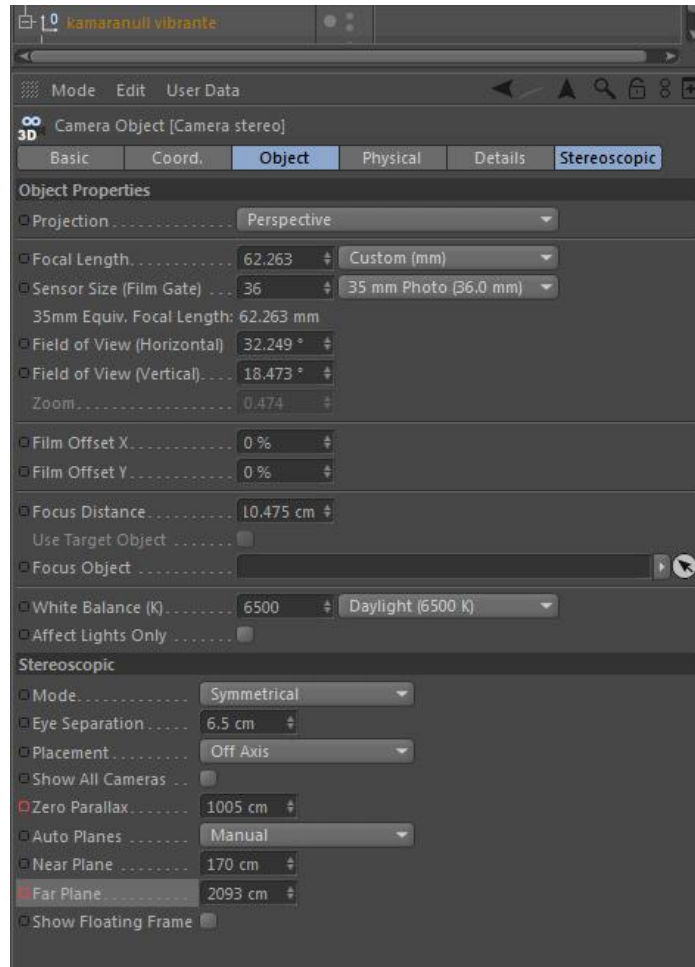 kamaranull vibrante
Mode Edit User Data
3D Camera Object [Camera stereo]
Basic Coord. Object Physical Details Stereoscopic
Object Properties
Projection.............. Perspective
Focal Length............ 62.263 Custom (mm)
Sensor Size (Film Gate) ... 36 35 mm Photo (36.0 mm)
35mm Equiv. Focal Length: 62.263 mm
Field of View (Horizontal) 32.249 °
Field of View (Vertical).... 18.473 °
Zoom.................. 0.474
Film Offset X............ 0 %
Film Offset Y............ 0 %
Focus Distance.......... 10.475 cm
Use Target Object .......
Focus Object ...........
White Balance (K)........ 6500 Daylight (6500 K)
Affect Lights Only .......
Stereoscopic
Mode............. Symmetrical
Eye Separation ..... 6.5 cm
Placement......... Off Axis
Show All Cameras ..
Zero Parallax....... 1005 cm
Auto Planes ....... Manual
Near Plane ........ 170 cm
Far Plane.......... 2093 cm
Show Floating Frame